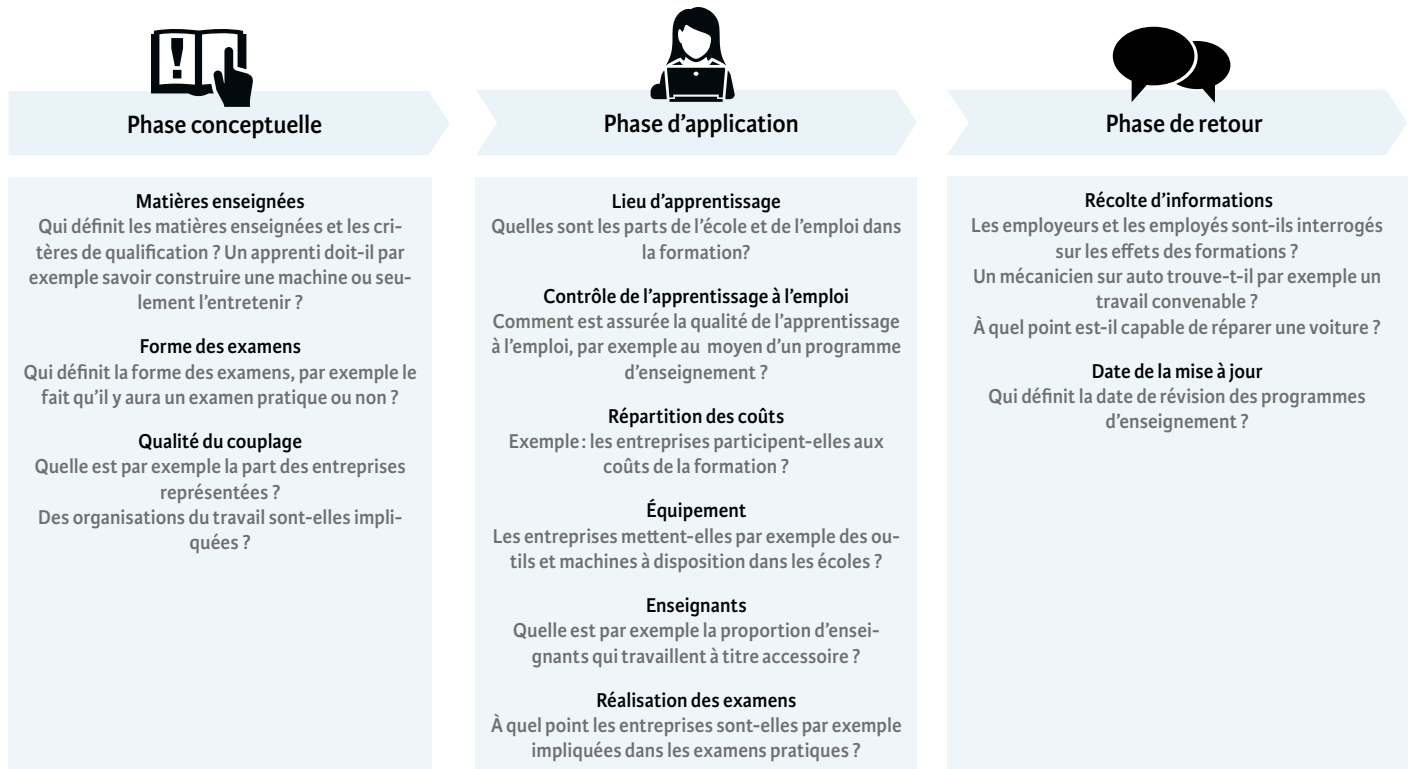 Phase conceptuelle
Matières enseignées
Qui définit les matières enseignées et les cri-
tères de qualification ? Un apprenti doit-il par
exemple savoir construire une machine ou seu-
lement l'entretenir ?
Forme des examens
Qui définit la forme des examens, par exemple le
fait qu'il y aura un examen pratique ou non ?
Qualité du couplage
Quelle est par exemple la part des entreprises
représentées ?
Des organisations du travail sont-elles impli-
quées ?
Phase d'application
Lieu d'apprentissage
Quelles sont les parts de l'école et de l'emploi dans
la formation?
Contrôle de l'apprentissage à l'emploi
Comment est assurée la qualité de l'apprentissage
à l'emploi, par exemple au moyen d'un programme
d'enseignement ?
Répartition des coûts
Exemple : les entreprises participent-elles aux
coûts de la formation ?
Équipement
Les entreprises mettent-elles par exemple des ou-
tils et machines à disposition dans les écoles ?
Enseignants
Quelle est par exemple la proportion d'ensei-
gnants qui travaillent à titre accessoire ?
Réalisation des examens
À quel point les entreprises sont-elles par exemple
impliquées dans les examens pratiques ?
Phase de retour
Récolte d'informations
Les employeurs et les employés sont-ils interrogés
sur les effets des formations ?
Un mécanicien sur auto trouve-t-il par exemple un
travail convenable ?
À quel point est-il capable de réparer une voiture ?
Date de la mise à jour
Qui définit la date de révision des programmes
d'enseignement ?